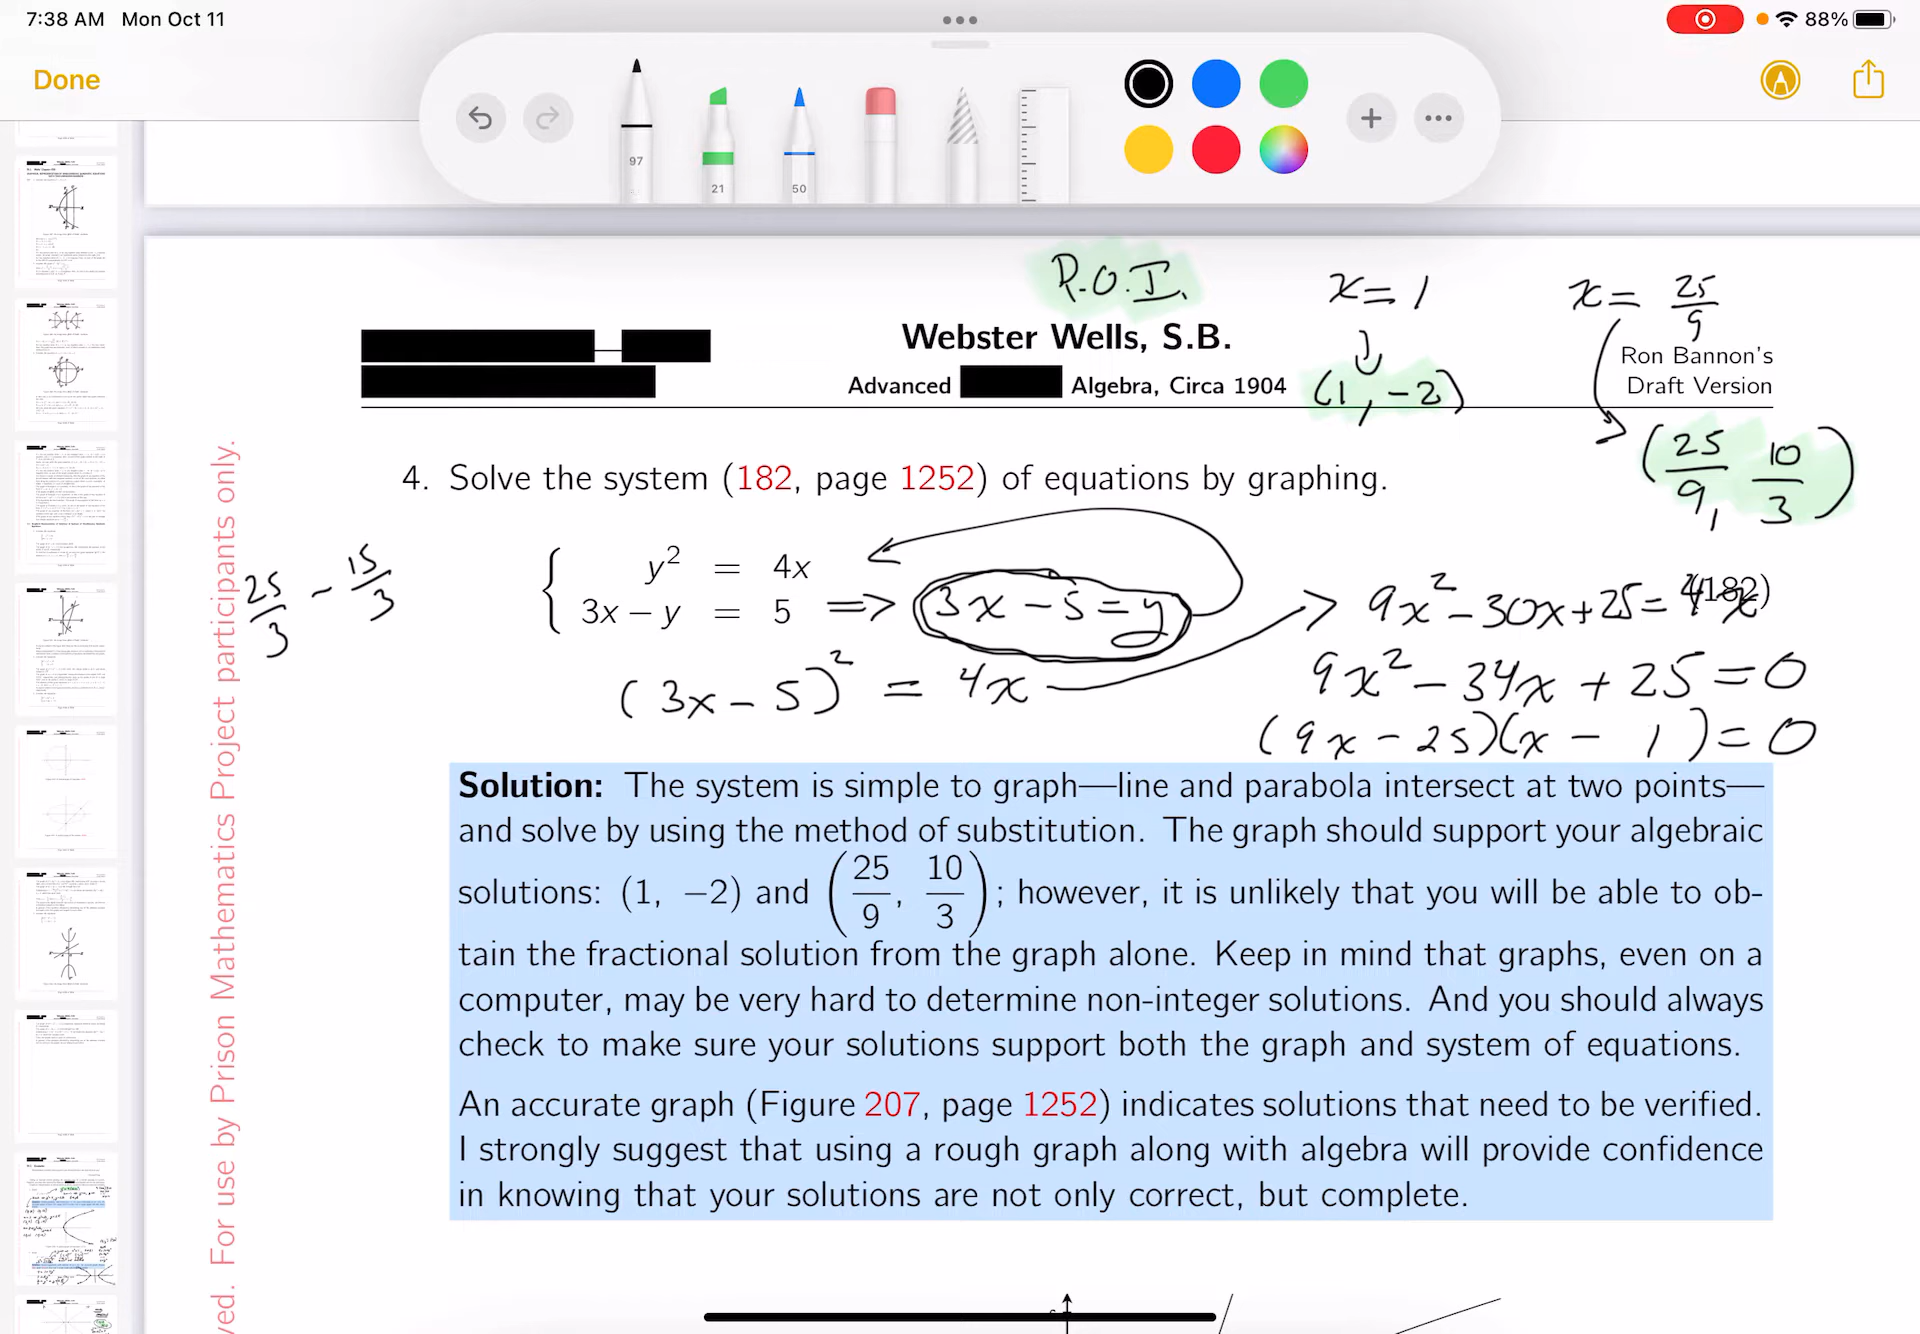 7:38 AM Mon Oct 11
88%
Done
97
21
50
P.O.I.
x = 1
x = 25/9
Webster Wells, S.B.
Ron Bannon's
Advanced Algebra, Circa 1904
Draft Version
(1, -2)
(25/9, 10/3)
4. Solve the system (182, page 1252) of equations by graphing.
25/3 - 15/3
y² = 4x
3x − y = 5 => 3x - 5 = y
(182)
9x² - 30x + 25 = 4x
(3x - 5)² = 4x
9x² - 34x + 25 = 0
(9x - 25)(x - 1) = 0
Solution: The system is simple to graph—line and parabola intersect at two points—
and solve by using the method of substitution. The graph should support your algebraic
solutions: (1, −2) and (25/9, 10/3); however, it is unlikely that you will be able to ob-
tain the fractional solution from the graph alone. Keep in mind that graphs, even on a
computer, may be very hard to determine non-integer solutions. And you should always
check to make sure your solutions support both the graph and system of equations.
An accurate graph (Figure 207, page 1252) indicates solutions that need to be verified.
I strongly suggest that using a rough graph along with algebra will provide confidence
in knowing that your solutions are not only correct, but complete.
ved. For use by Prison Mathematics Project participants only.